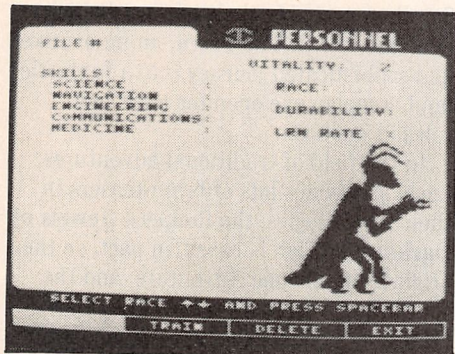 PERSONNEL
FILE #
VITALITY: %
SKILLS:
SCIENCE :
NAVIGATION :
ENGINEERING :
COMMUNICATIONS:
MEDICINE :
RACE:
DURABILITY:
LRN RATE :
SELECT RACE ↑↓ AND PRESS SPACEBAR
TRAIN DELETE EXIT